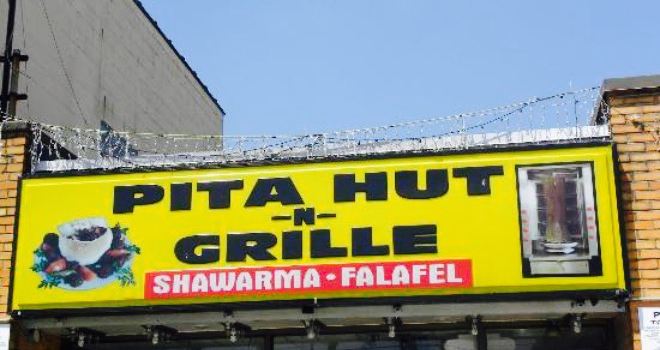 PITA HUT
-N-
GRILLE
SHAWARMA - FALAFEL